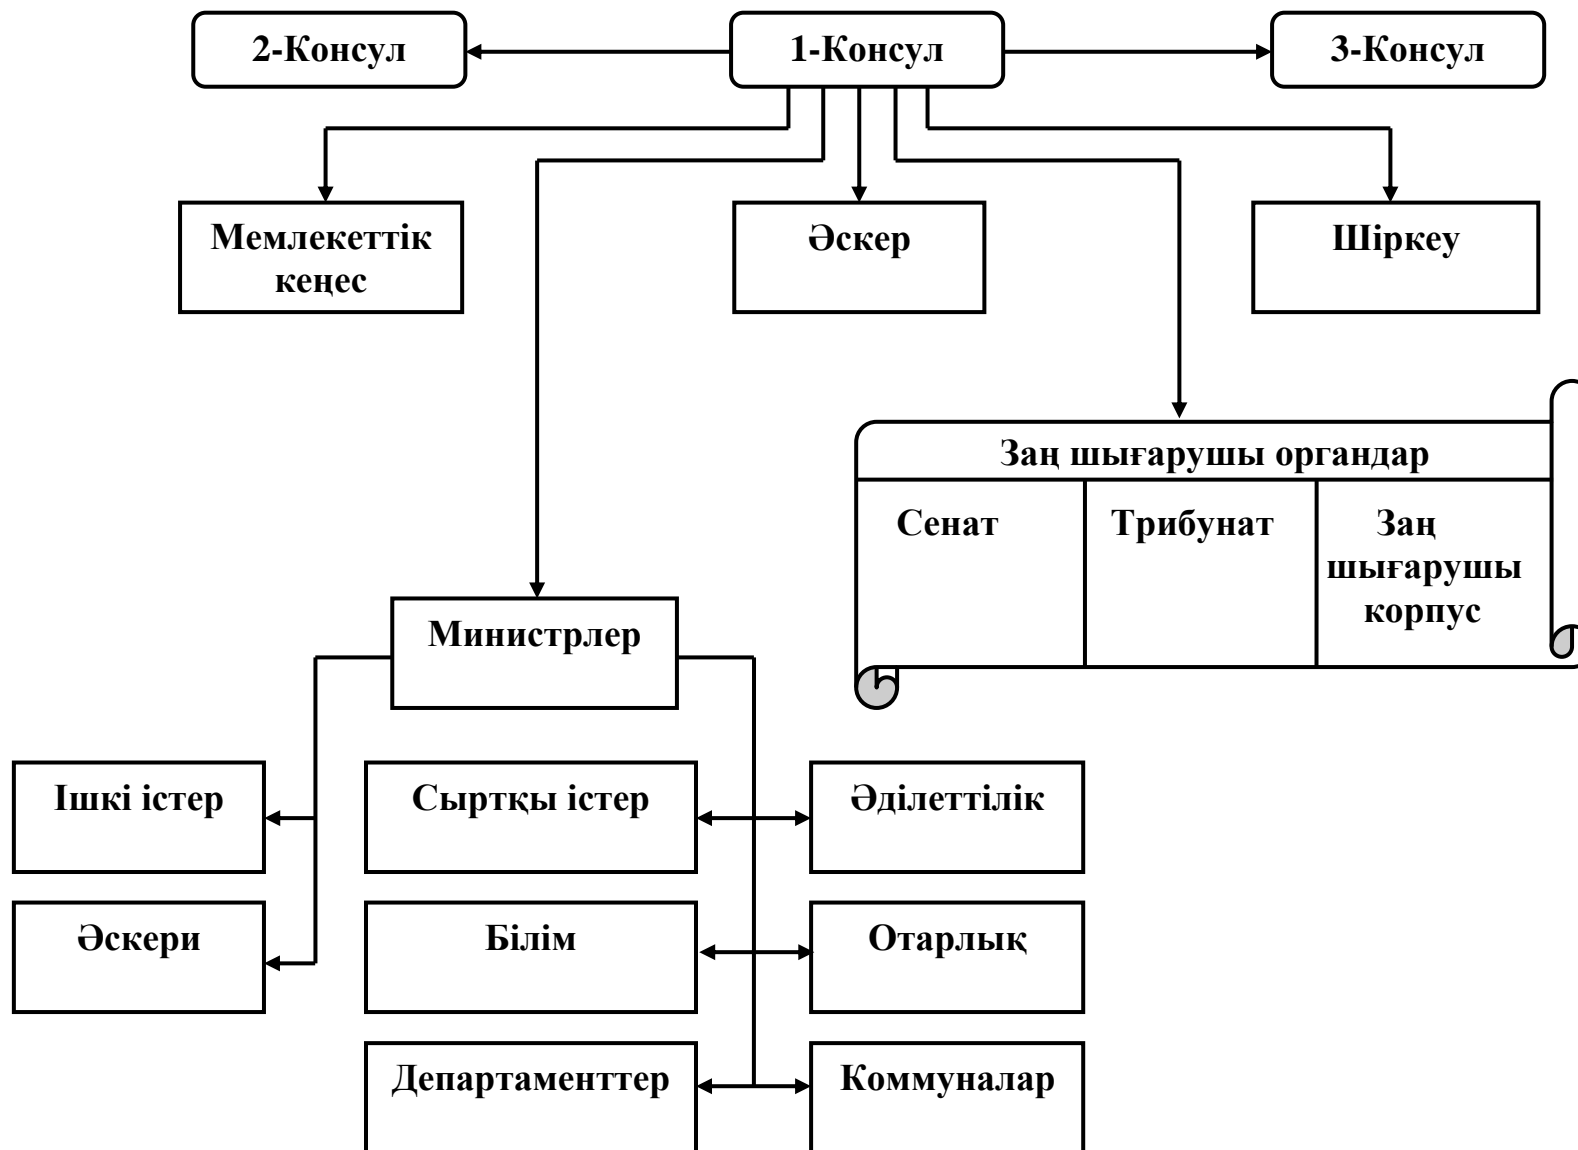 2-Консул
1-Консул
3-Консул
Мемлекеттік
кеңес
Әскер
Шіркеу
Заң шығарушы органдар
Сенат
Трибунат
Заң
шығарушы
корпус
Министрлер
Ішкі істер
Сыртқы істер
Әділеттілік
Әскери
Білім
Отарлық
Департаменттер
Коммуналар